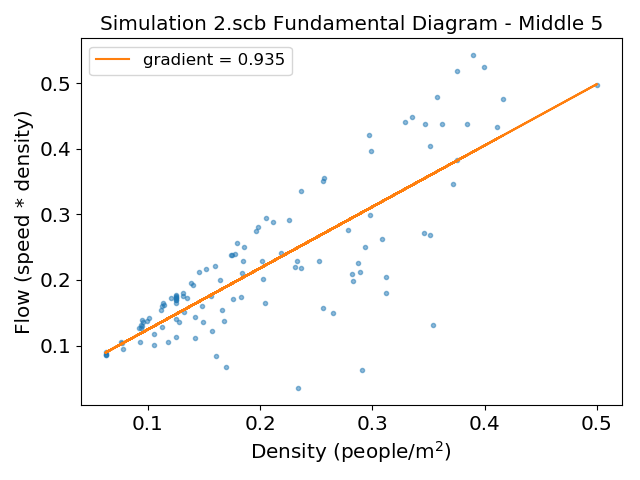 Simulation 2.scb Fundamental Diagram - Middle 5
gradient = 0.935
Flow (speed * density)
0.5
0.4
0.3
0.2
0.1
0.1 0.2 0.3 0.4 0.5
Density (people/m²)